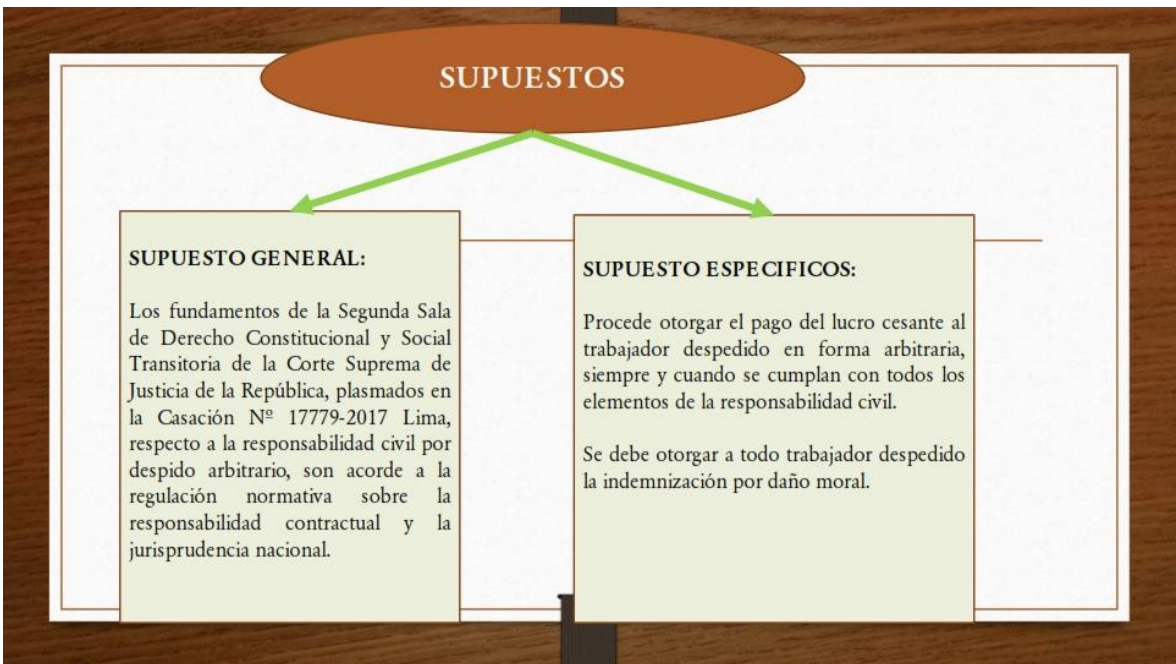 SUPUESTOS
SUPUESTO GENERAL:
Los fundamentos de la Segunda Sala
de Derecho Constitucional y Social
Transitoria de la Corte Suprema de
Justicia de la República, plasmados en
la Casación Nº 17779-2017 Lima,
respecto a la responsabilidad civil por
despido arbitrario, son acorde a la
regulación normativa sobre la
responsabilidad contractual y la
jurisprudencia nacional.
SUPUESTO ESPECIFICOS:
Procede otorgar el pago del lucro cesante al
trabajador despedido en forma arbitraria,
siempre y cuando se cumplan con todos los
elementos de la responsabilidad civil.
Se debe otorgar a todo trabajador despedido
la indemnización por daño moral.